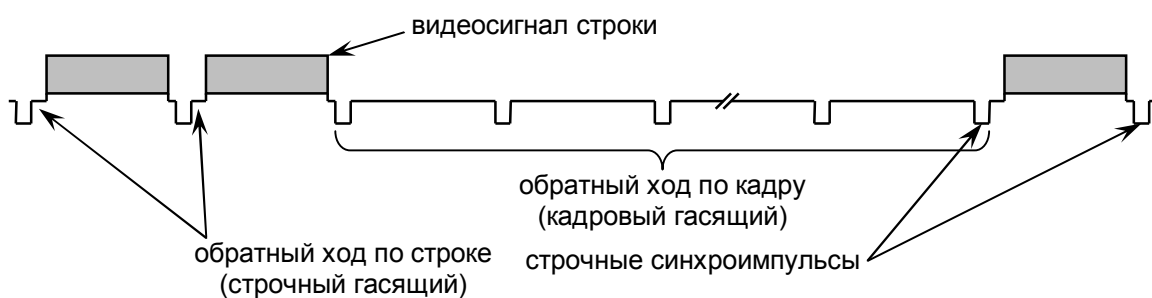 видеосигнал строки
обратный ход по кадру
(кадровый гасящий)
обратный ход по строке
(строчный гасящий)
строчные синхроимпульсы